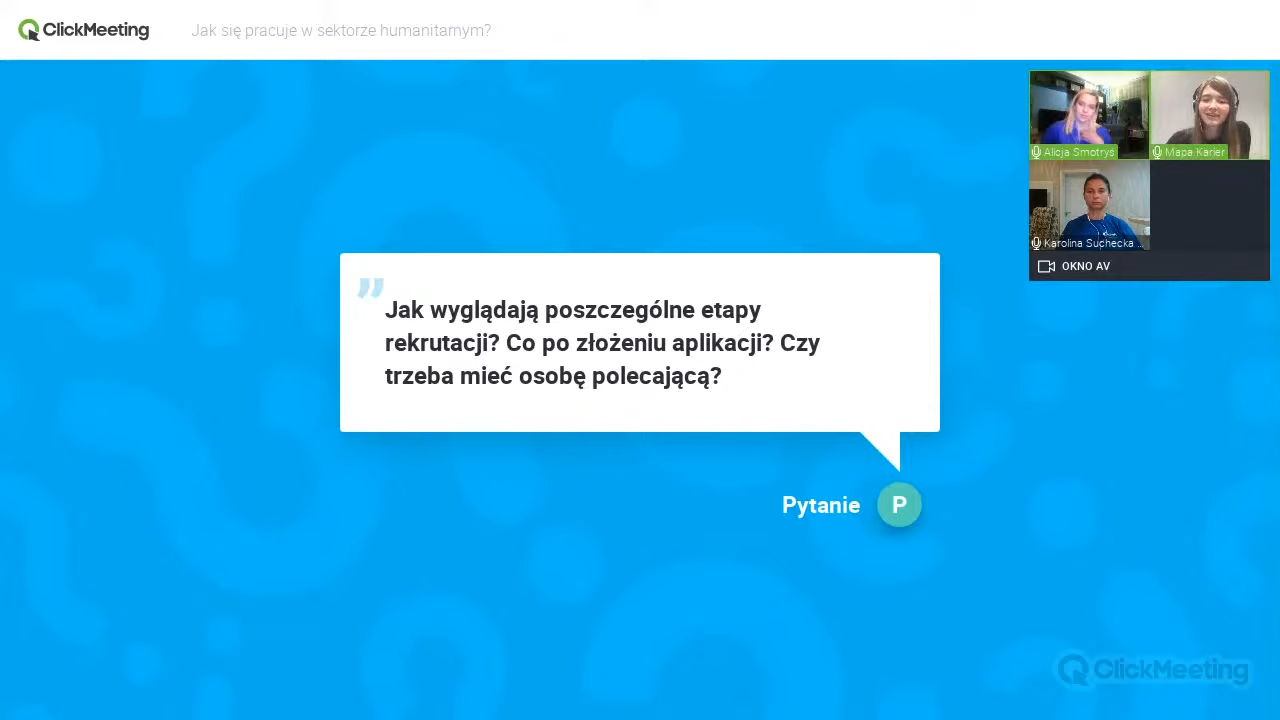 ClickMeeting
Jak się pracuje w sektorze humanitarnym?
Alicja Smotryś
Mapa Karier
Karolina Suchecka ...
OKNO AV
Jak wyglądają poszczególne etapy
rekrutacji? Co po złożeniu aplikacji? Czy
trzeba mieć osobę polecającą?
Pytanie P
ClickMeeting